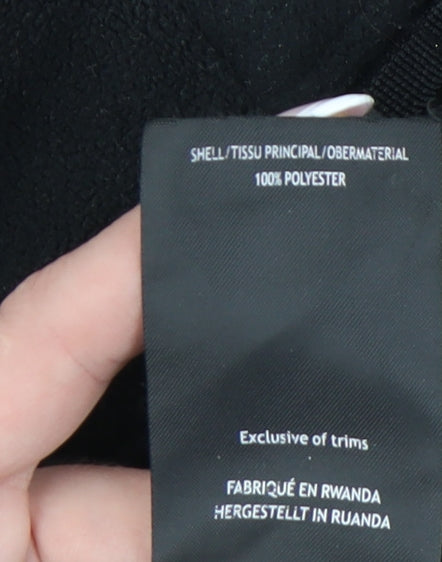 SHELL/TISSU PRINCIPAL/OBERMATERIAL
100% POLYESTER
Exclusive of trims
FABRIQUÉ EN RWANDA
HERGESTELLT IN RUANDA